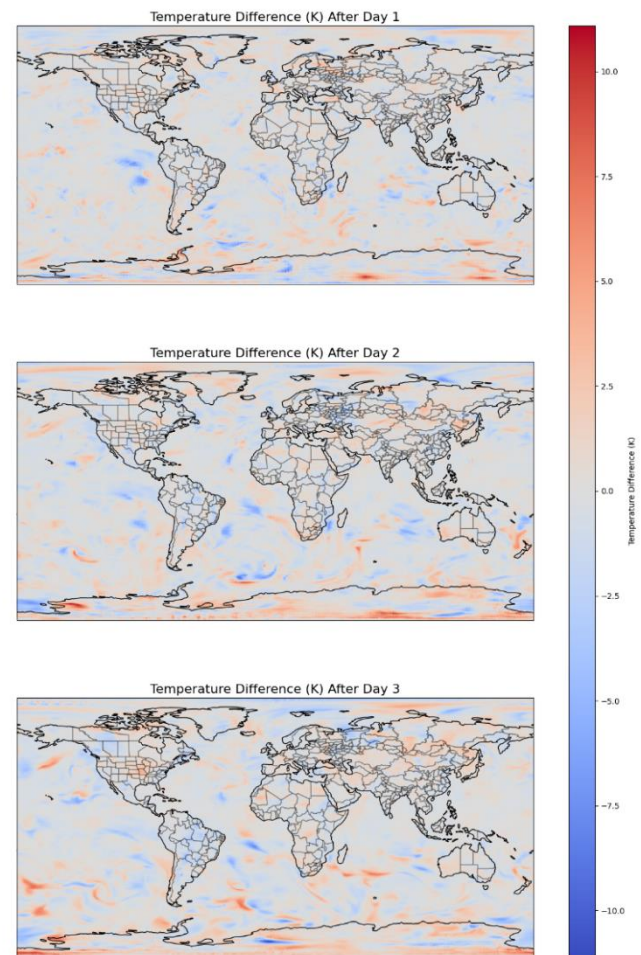 Temperature Difference (K) After Day 1
10.0
7.5
5.0
2.5
0.0
−2.5
−5.0
−7.5
−10.0
Temperature Difference (K)
Temperature Difference (K) After Day 2
Temperature Difference (K) After Day 3